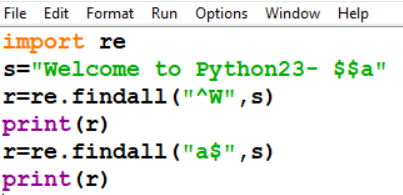 File Edit Format Run Options Window Help
import re
s="Welcome to Python23- $$a"
r=re.findall("^W",s)
print(r)
r=re.findall("a$",s)
print(r)